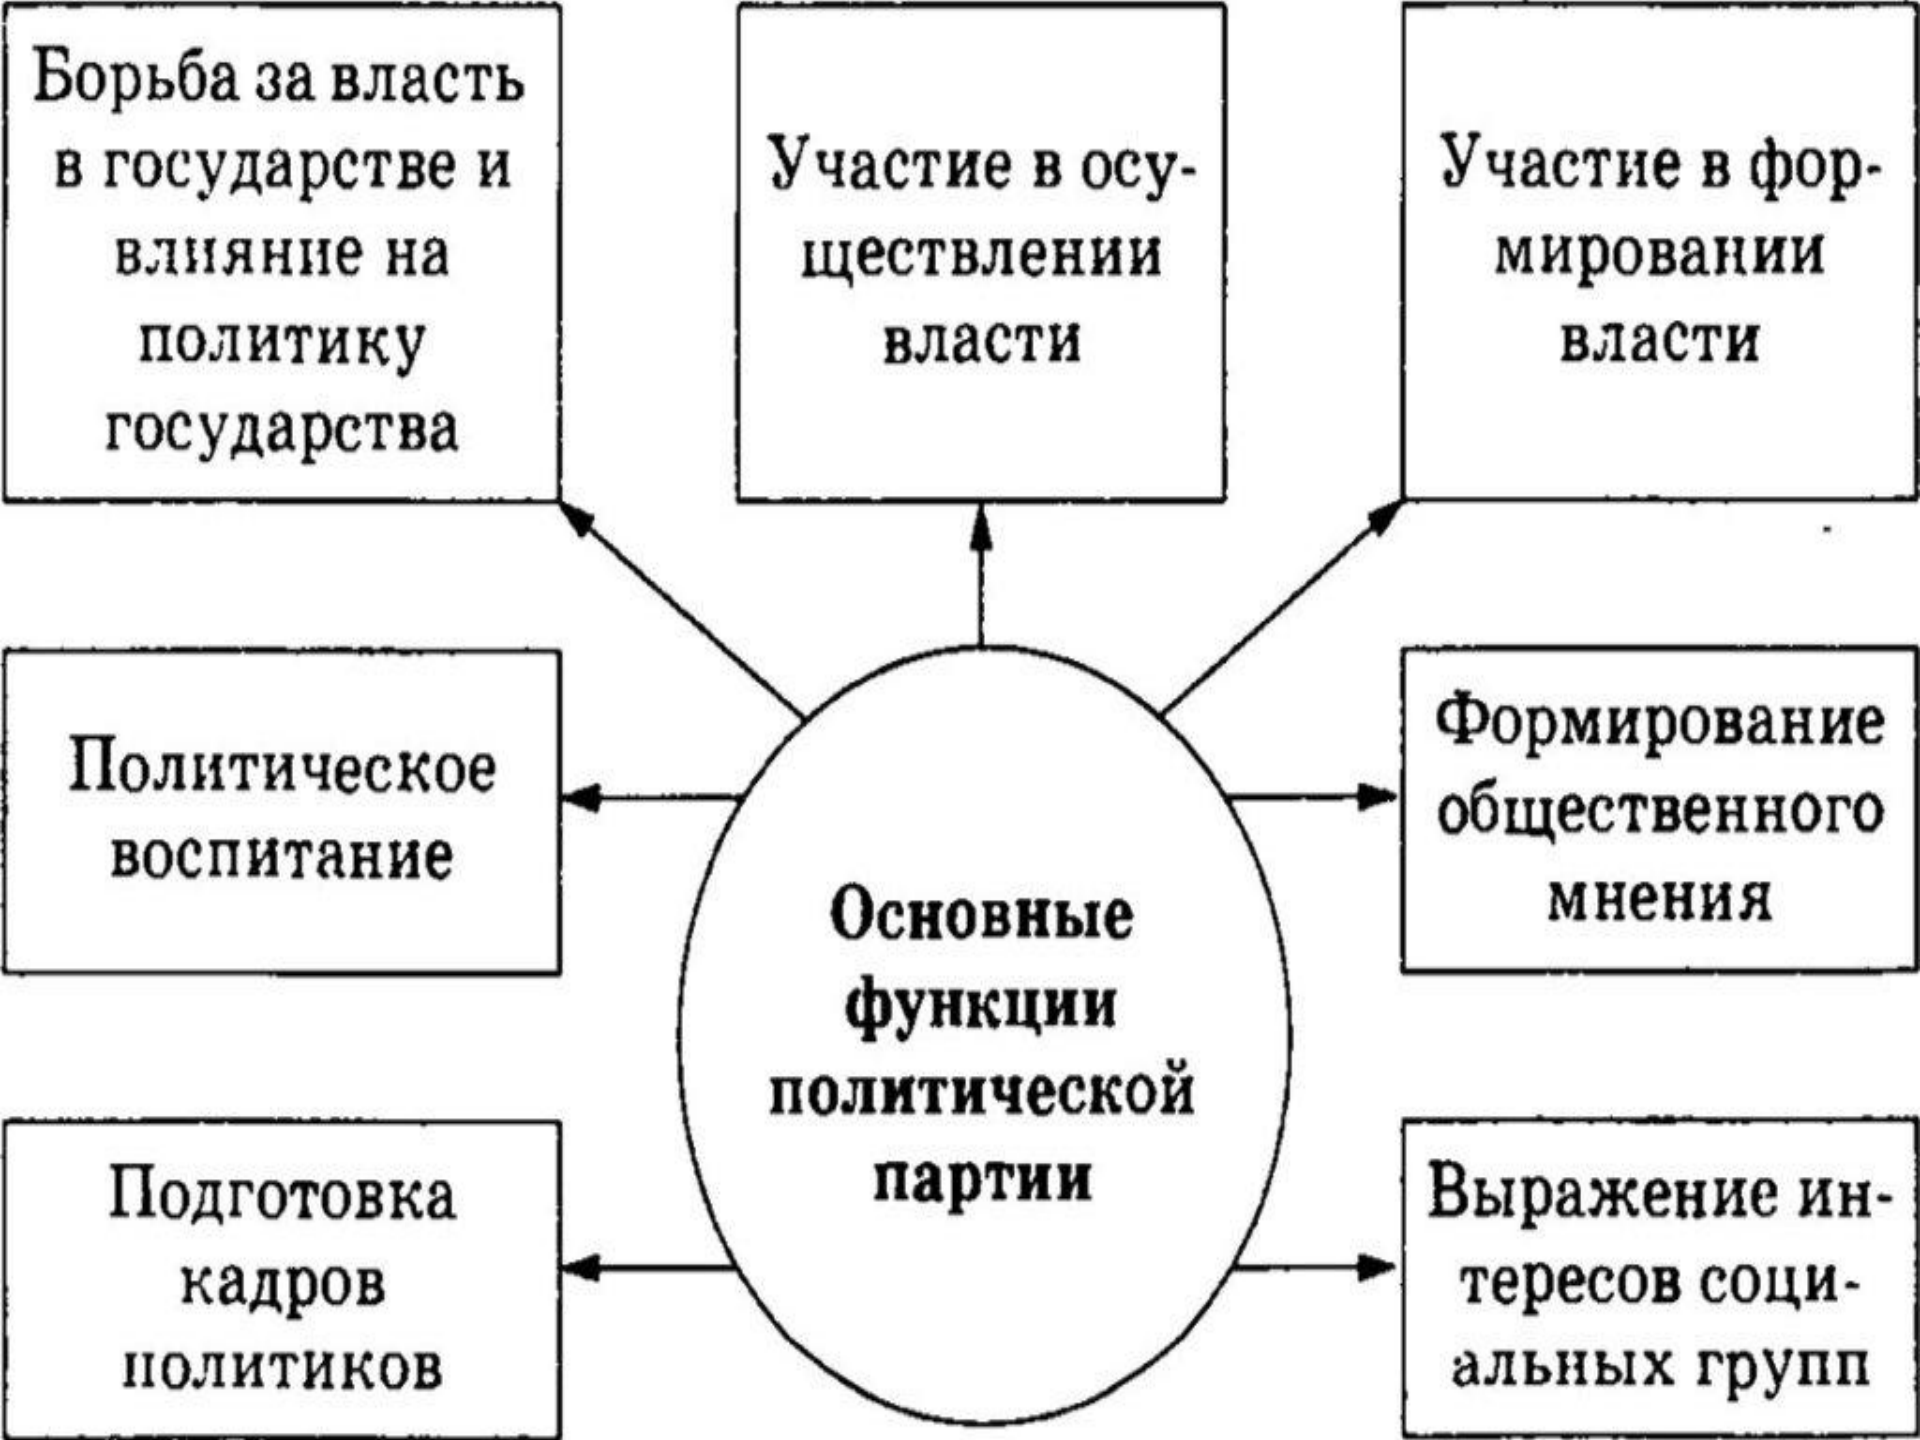 Борьба за власть
в государстве и
влияние на
политику
государства
Участие в осу-
ществлении
власти
Участие в фор-
мировании
власти
Политическое
воспитание
Формирование
общественного
мнения
Основные
функции
политической
партии
Подготовка
кадров
политиков
Выражение ин-
тересов соци-
альных групп